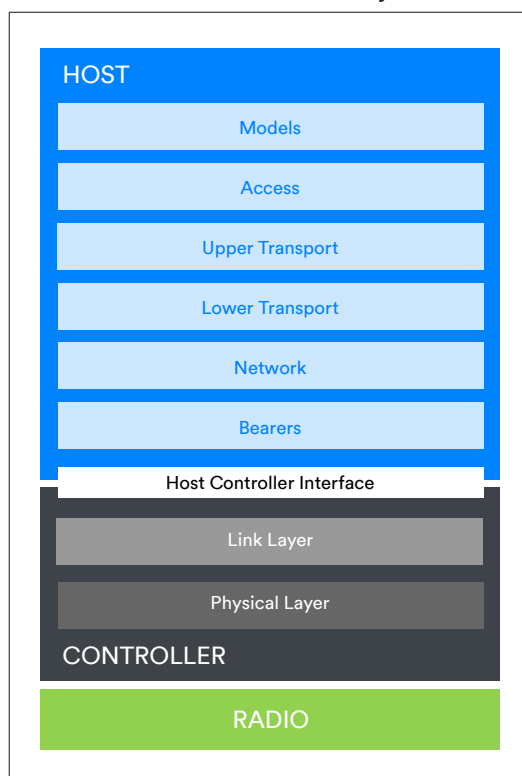 HOST
Models
Access
Upper Transport
Lower Transport
Network
Bearers
Host Controller Interface
Link Layer
Physical Layer
CONTROLLER
RADIO